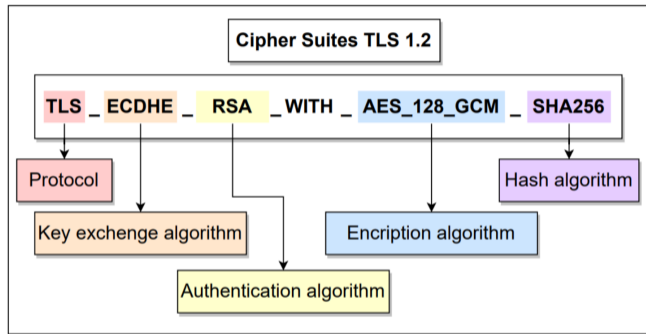 Cipher Suites TLS 1.2
TLS _ ECDHE _ RSA _ WITH _ AES_128_GCM _ SHA256
Protocol
Hash algorithm
Key exchenge algorithm
Encription algorithm
Authentication algorithm